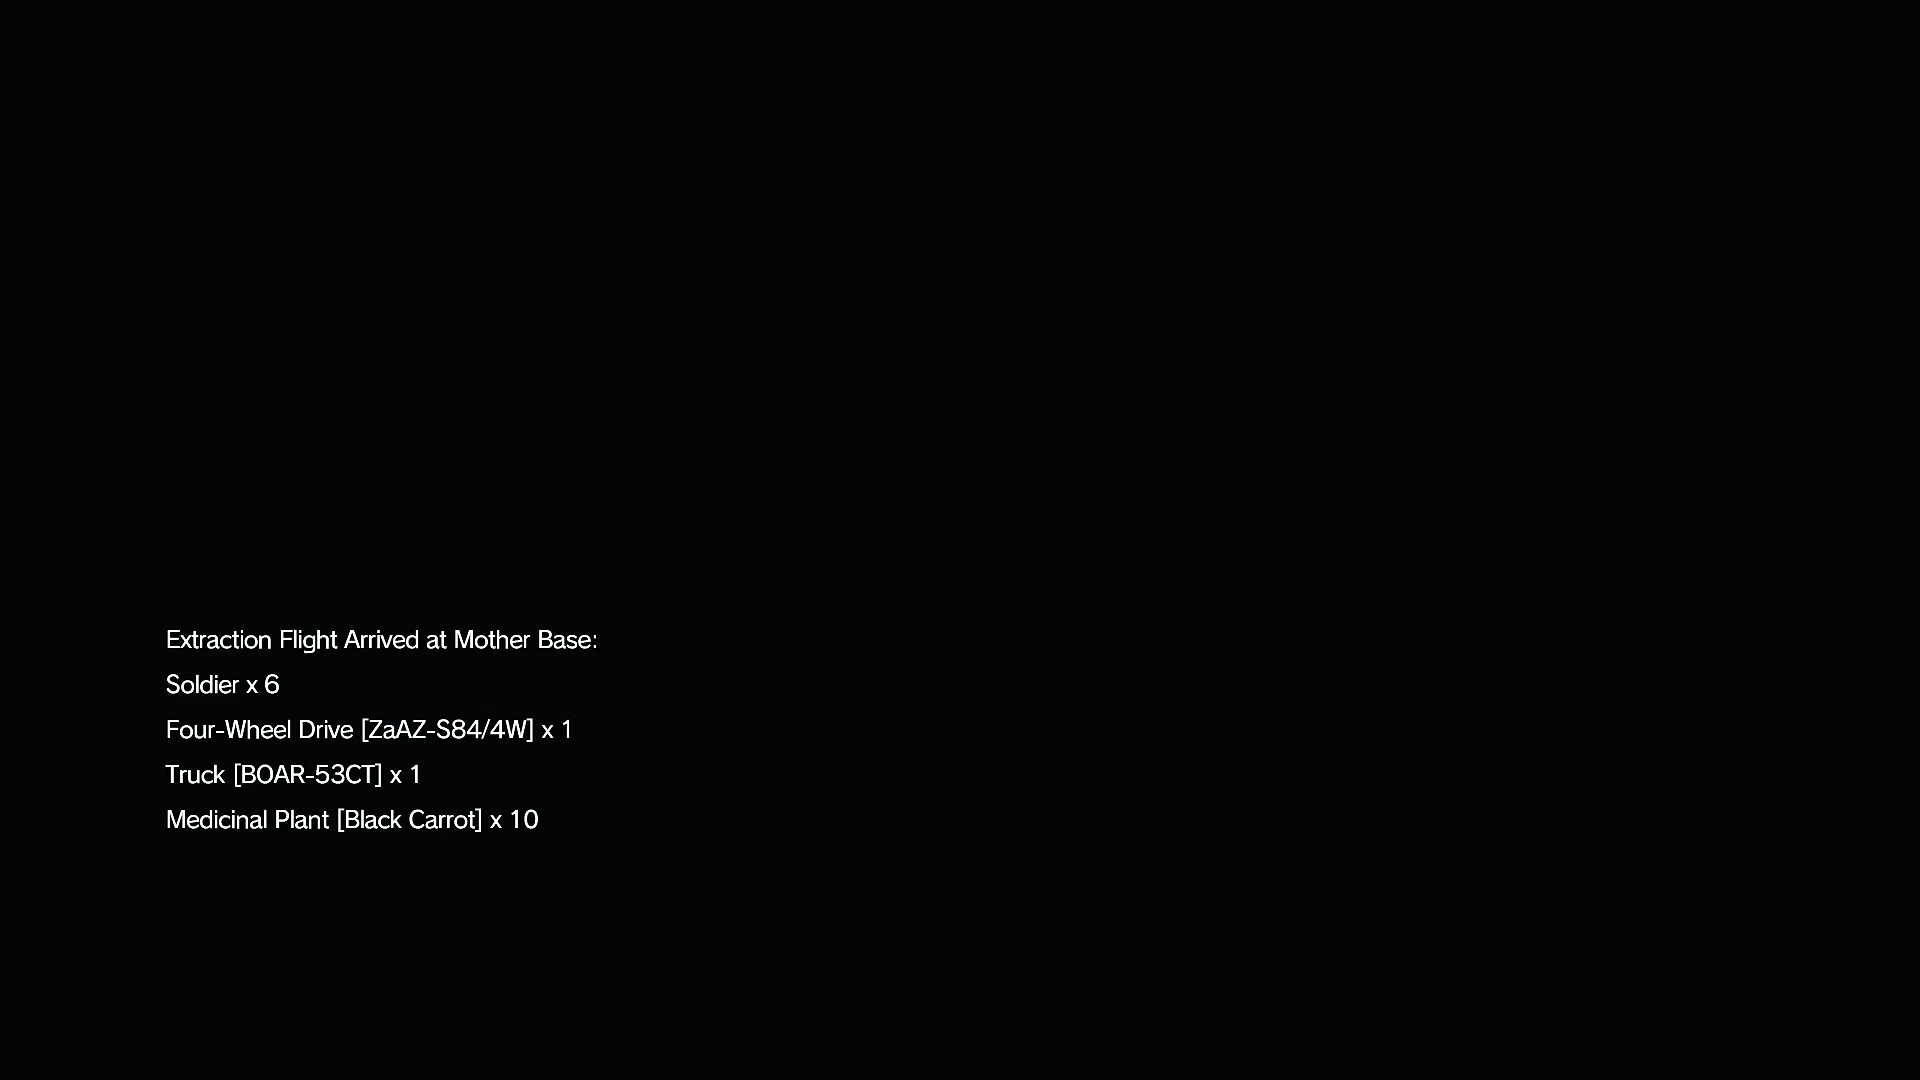 Extraction Flight Arrived at Mother Base:
Soldier x 6
Four-Wheel Drive [ZaAZ-S84/4W] x 1
Truck [BOAR-53CT] x 1
Medicinal Plant [Black Carrot] x 10